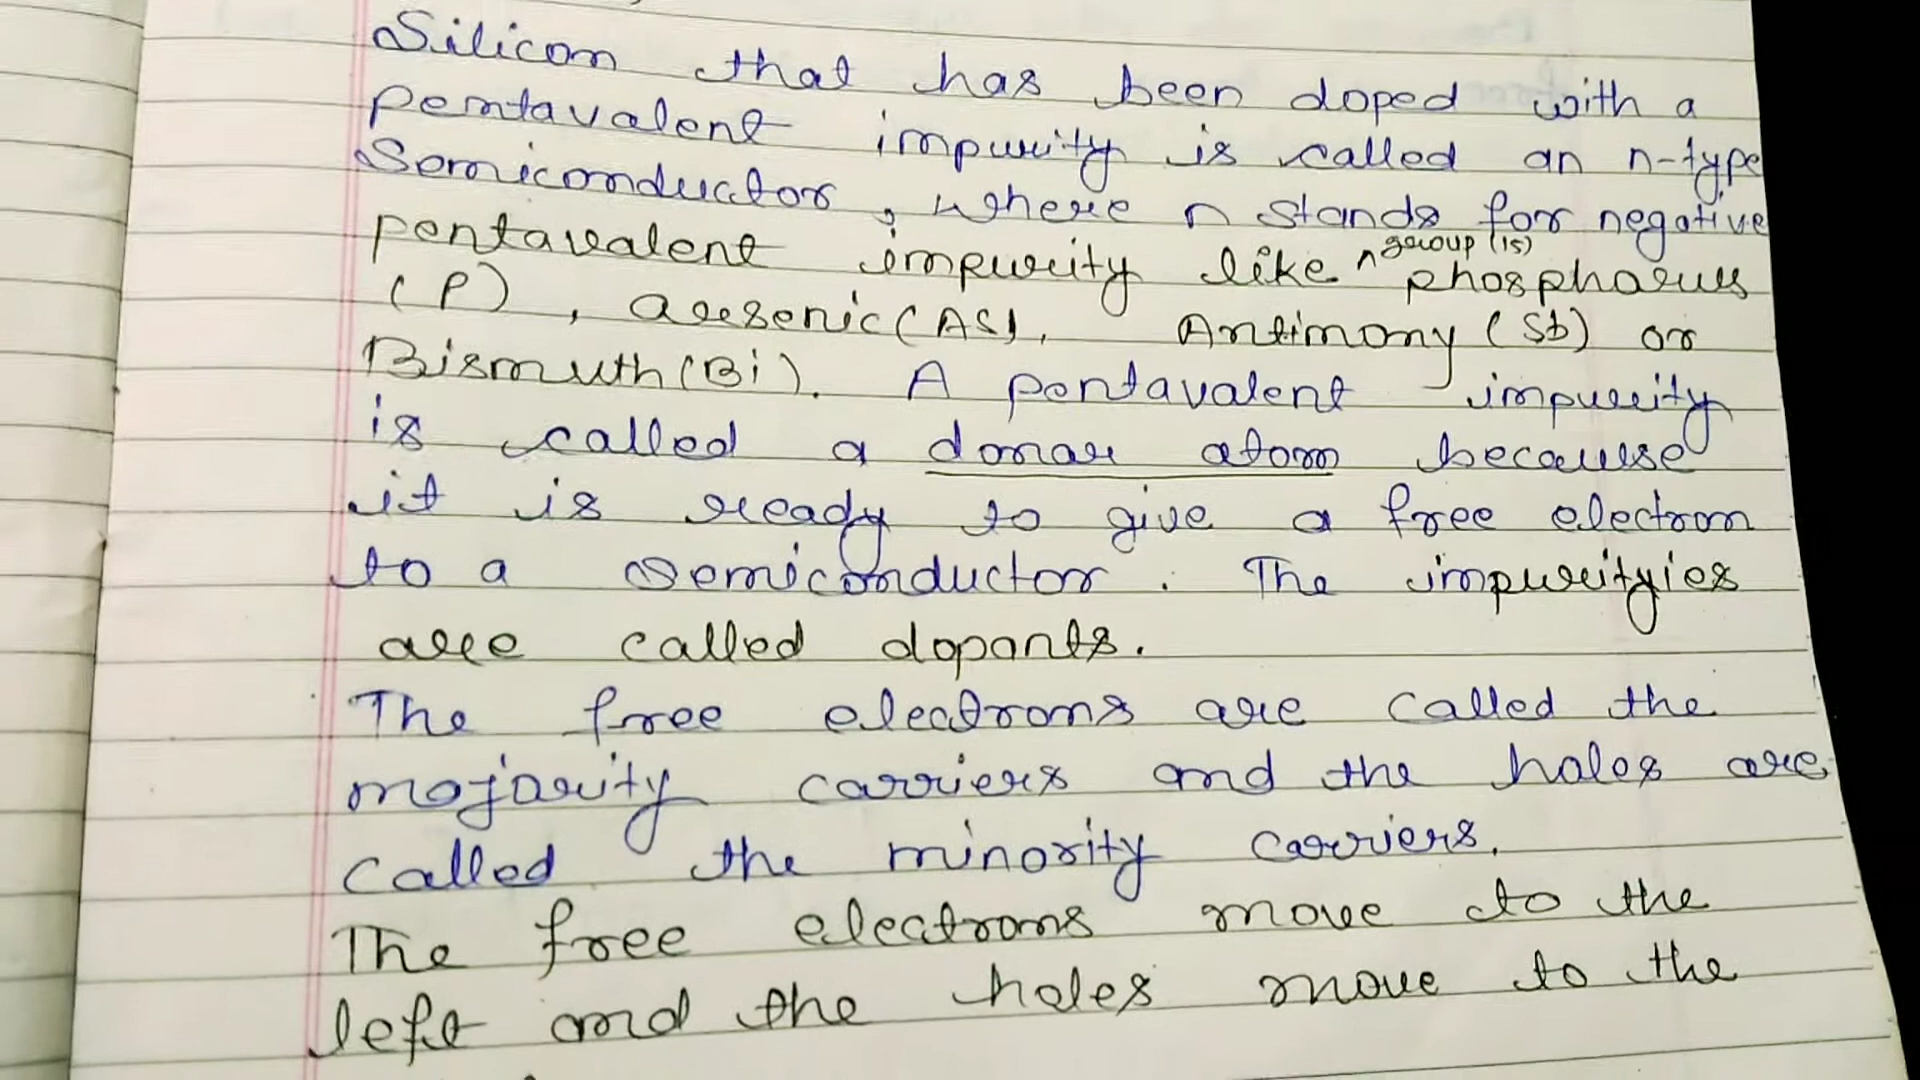 Silicon that has been doped with a
pentavalent impurity is called an n-type
Semiconductor, where n stands for negative
pentavalent impurity like ^ group (15) phosphorus
(P), arsenic (AS), Antimony (Sb) or
Bismuth (Bi). A pentavalent impurity
is called a donar atom because
it is ready to give a free electron
to a semiconductor. The impurityies
are called dopants.
The free electrons are called the
majority carriers and the holes are
called the minority carriers.
The free electrons move to the
left and the holes move to the